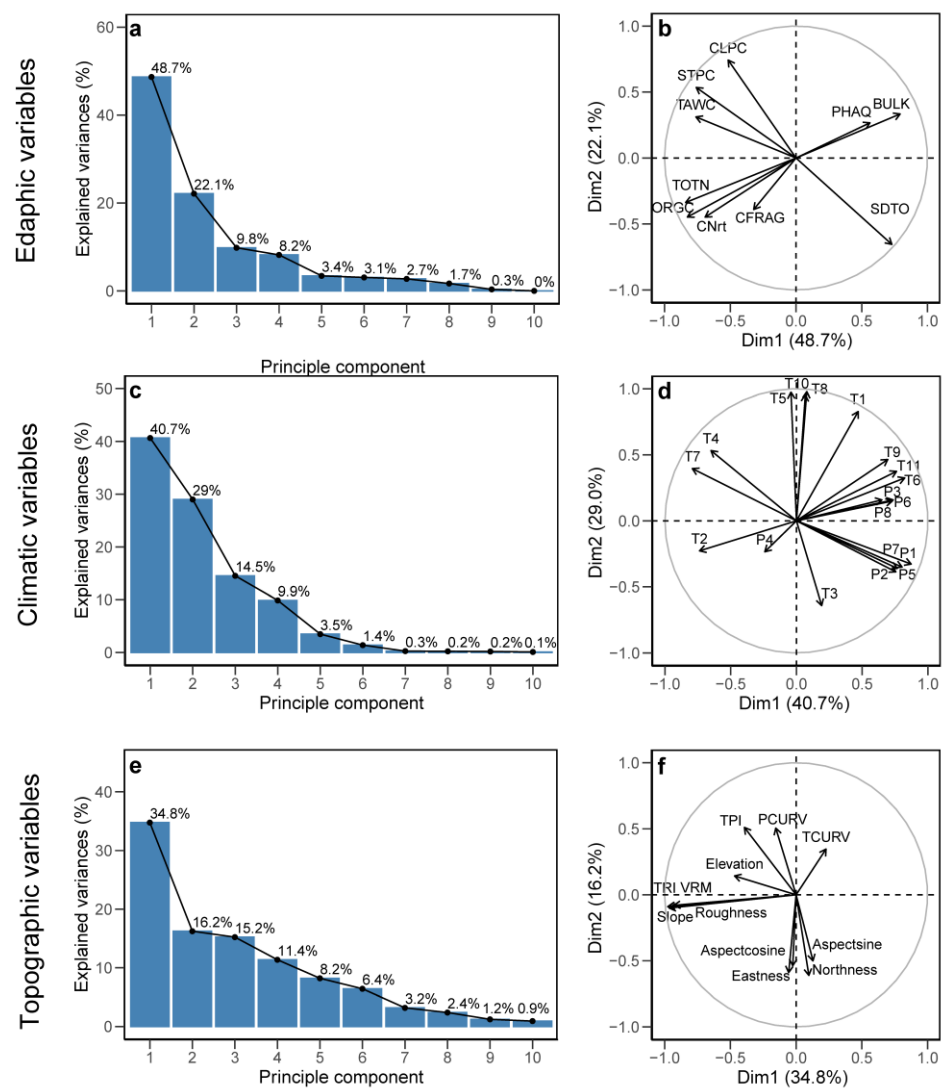 Edaphic variables
a
Explained variances (%)
60
40
20
0
48.7%
22.1%
9.8%
8.2%
3.4%
3.1%
2.7%
1.7%
0.3%
0%
1 2 3 4 5 6 7 8 9 10
Principle component
b
Dim2 (22.1%)
1.0
0.5
0.0
−0.5
−1.0
CLPC
STPC
TAWC
PHAQ
BULK
TOTN
ORGC
CNrt
CFRAG
SDTO
−1.0 −0.5 0.0 0.5 1.0
Dim1 (48.7%)
Climatic variables
c
Explained variances (%)
50
40
30
20
10
0
40.7%
29%
14.5%
9.9%
3.5%
1.4%
0.3%
0.2%
0.2%
0.1%
1 2 3 4 5 6 7 8 9 10
Principle component
d
Dim2 (29.0%)
1.0
0.5
0.0
−0.5
−1.0
T10
T5
T8
T1
T4
T7
T9
T11
T6
P3
P6
P8
T2
P4
P7
P1
P2
P5
T3
−1.0 −0.5 0.0 0.5 1.0
Dim1 (40.7%)
Topographic variables
e
Explained variances (%)
30
20
10
0
34.8%
16.2%
15.2%
11.4%
8.2%
6.4%
3.2%
2.4%
1.2%
0.9%
1 2 3 4 5 6 7 8 9 10
Principle component
f
Dim2 (16.2%)
1.0
0.5
0.0
−0.5
−1.0
TPI
PCURV
TCURV
Elevation
TRI VRM
Slope
Roughness
Aspectcosine
Aspectsine
Eastness
Northness
−1.0 −0.5 0.0 0.5 1.0
Dim1 (34.8%)